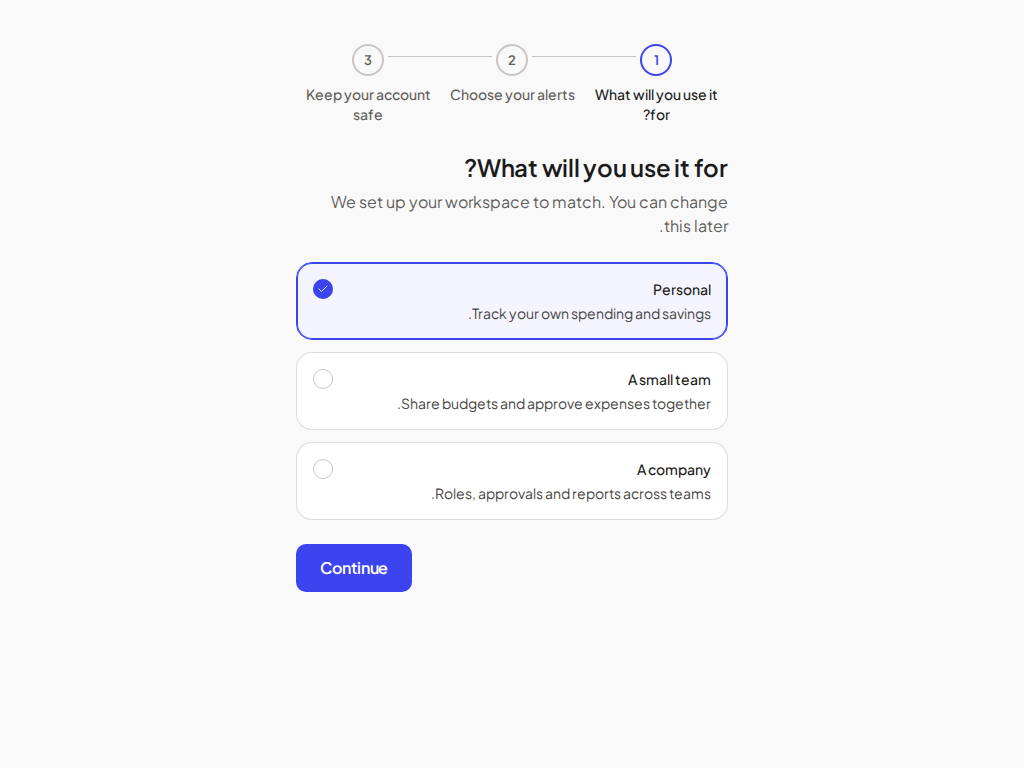 1
What will you use it
?for
2
Choose your alerts
3
Keep your account
safe
?What will you use it for
We set up your workspace to match. You can change
.this later
Personal
.Track your own spending and savings
A small team
.Share budgets and approve expenses together
A company
.Roles, approvals and reports across teams
Continue